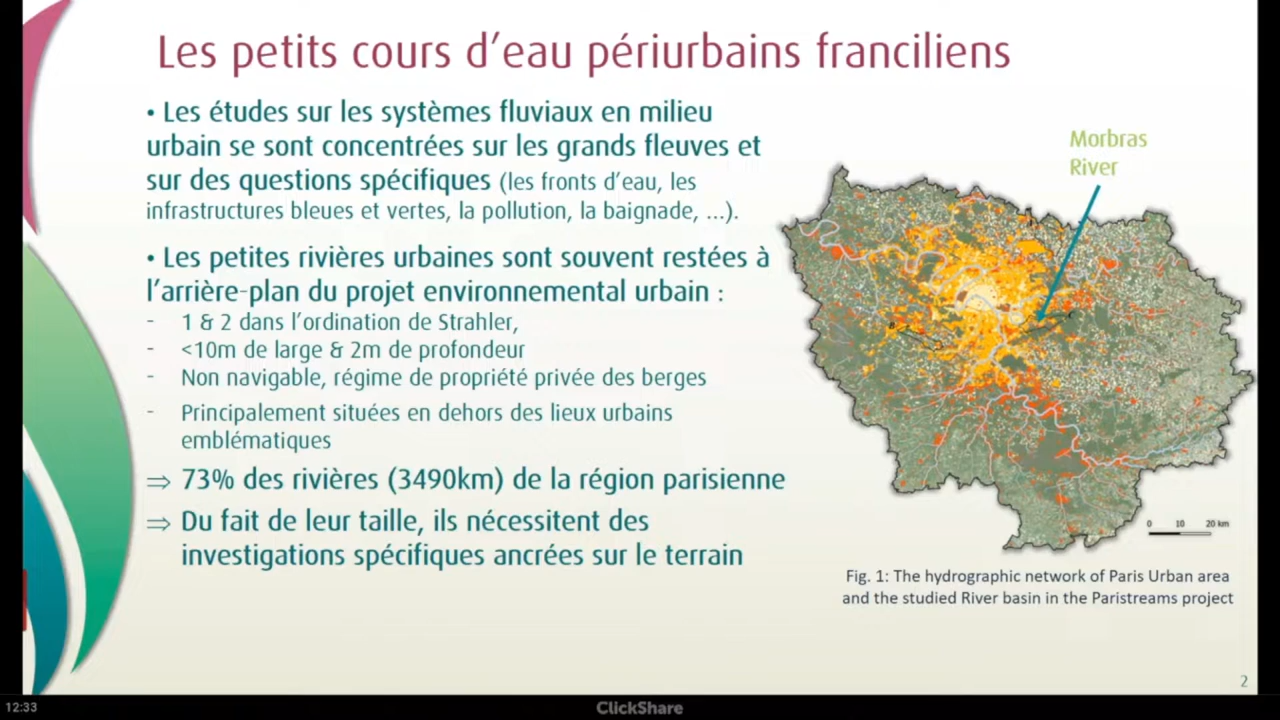 Les petits cours d'eau périurbains franciliens
• Les études sur les systèmes fluviaux en milieu
urbain se sont concentrées sur les grands fleuves et
sur des questions spécifiques (les fronts d'eau, les
infrastructures bleues et vertes, la pollution, la baignade, ...).
• Les petites rivières urbaines sont souvent restées à
l'arrière-plan du projet environnemental urbain :
- 1 & 2 dans l'ordination de Strahler,
- <10m de large & 2m de profondeur
- Non navigable, régime de propriété privée des berges
- Principalement situées en dehors des lieux urbains
emblématiques
⇒ 73% des rivières (3490km) de la région parisienne
⇒ Du fait de leur taille, ils nécessitent des
investigations spécifiques ancrées sur le terrain
Morbras
River
0 10 20 km
Fig. 1: The hydrographic network of Paris Urban area
and the studied River basin in the Paristreams project
2
12:33
ClickShare